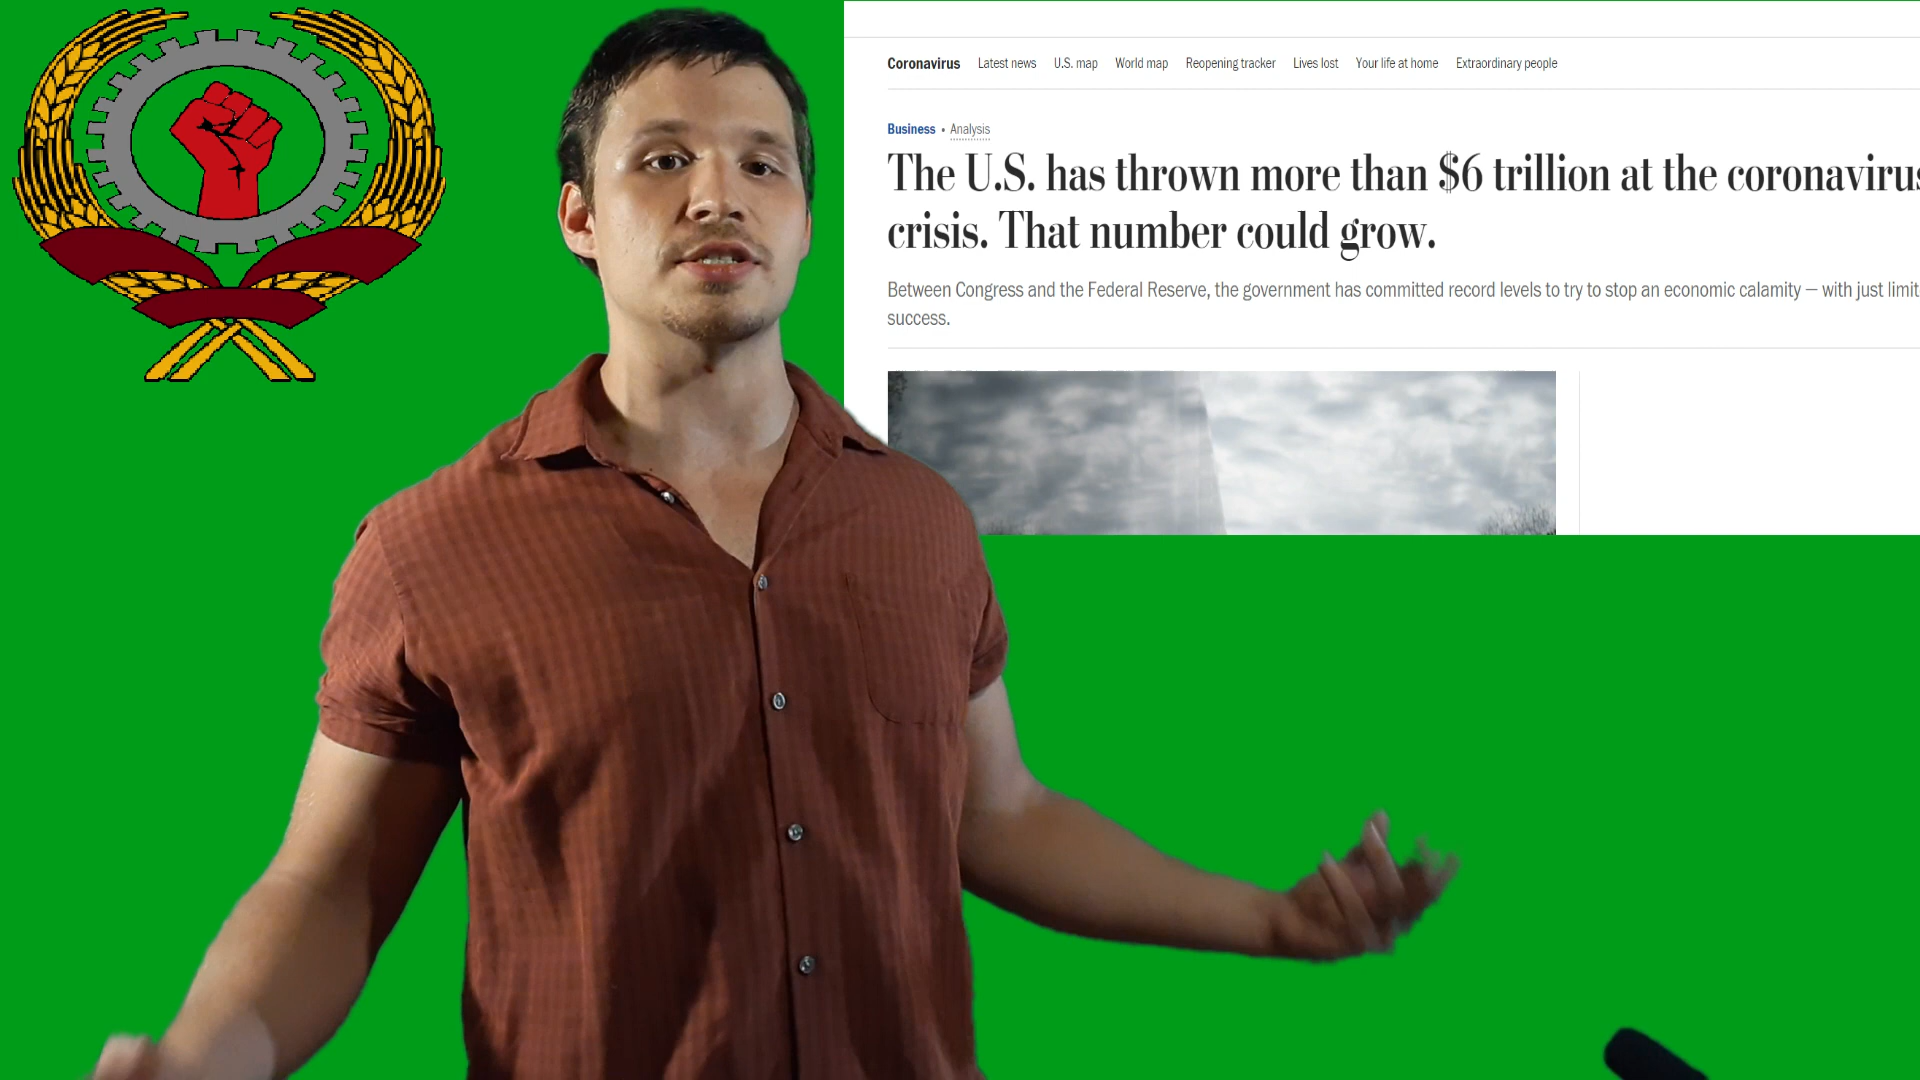 Coronavirus Latest news U.S. map World map Reopening tracker Lives lost Your life at home Extraordinary people
Business • Analysis
The U.S. has thrown more than $6 trillion at the coronavirus
crisis. That number could grow.
Between Congress and the Federal Reserve, the government has committed record levels to try to stop an economic calamity — with just
success.